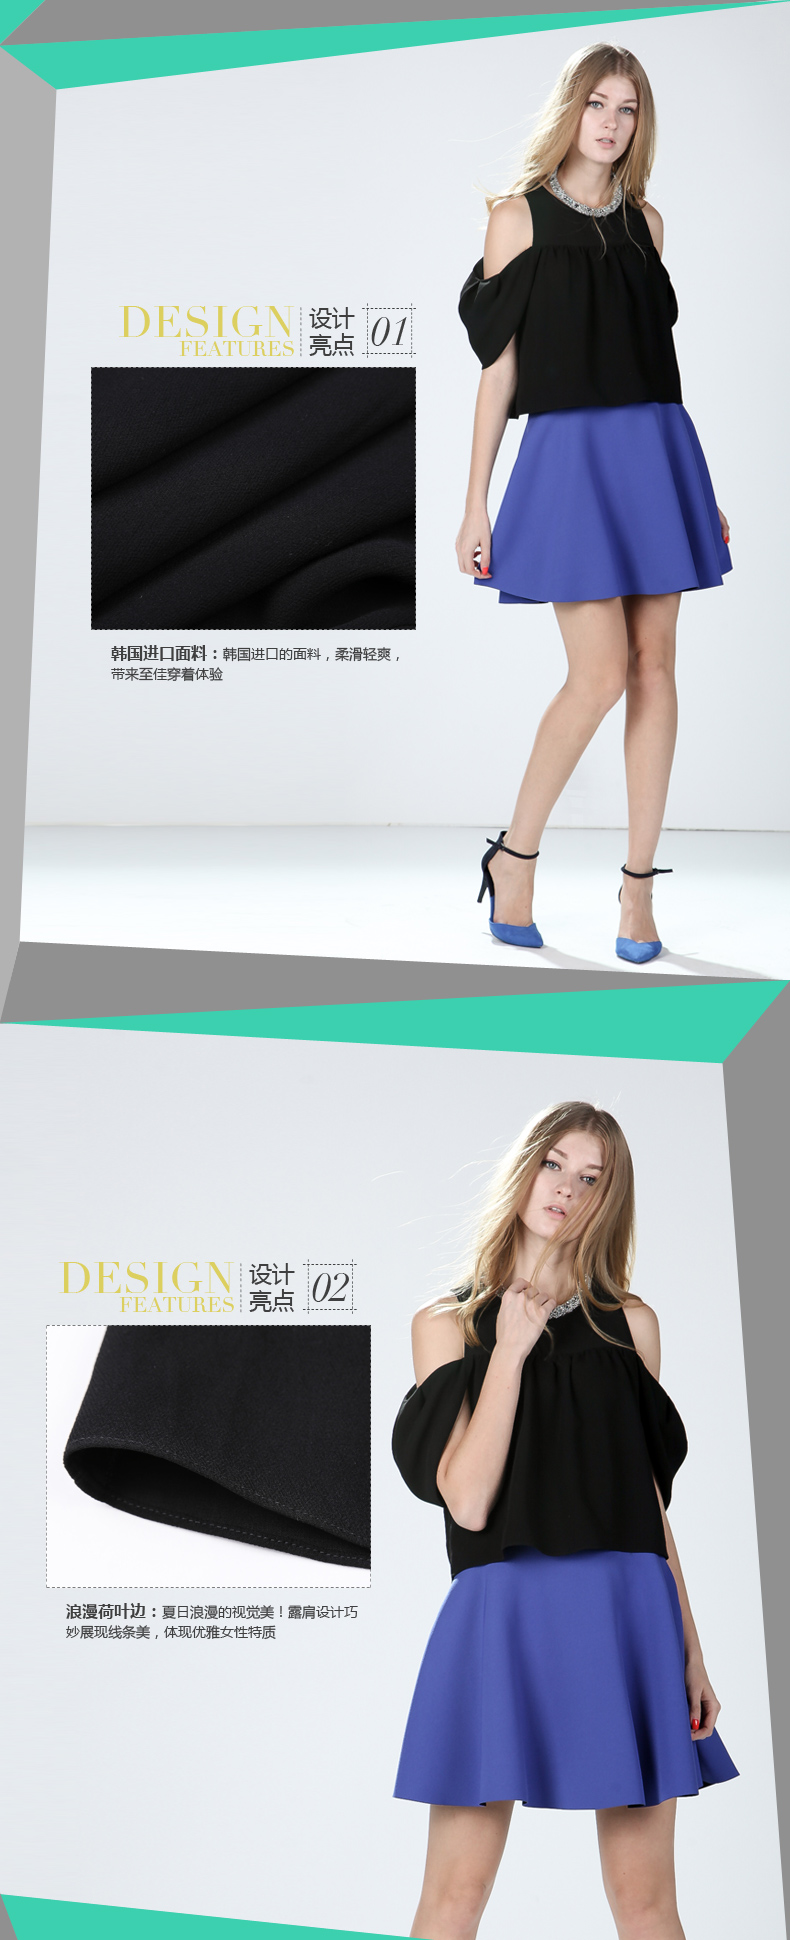 DESIGN
FEATURES
设计
亮点
01
韩国进口面料：韩国进口的面料，柔滑轻爽，
带来至佳穿着体验
DESIGN
FEATURES
设计
亮点
02
浪漫荷叶边：夏日浪漫的视觉美！露肩设计巧
妙展现线条美，体现优雅女性特质